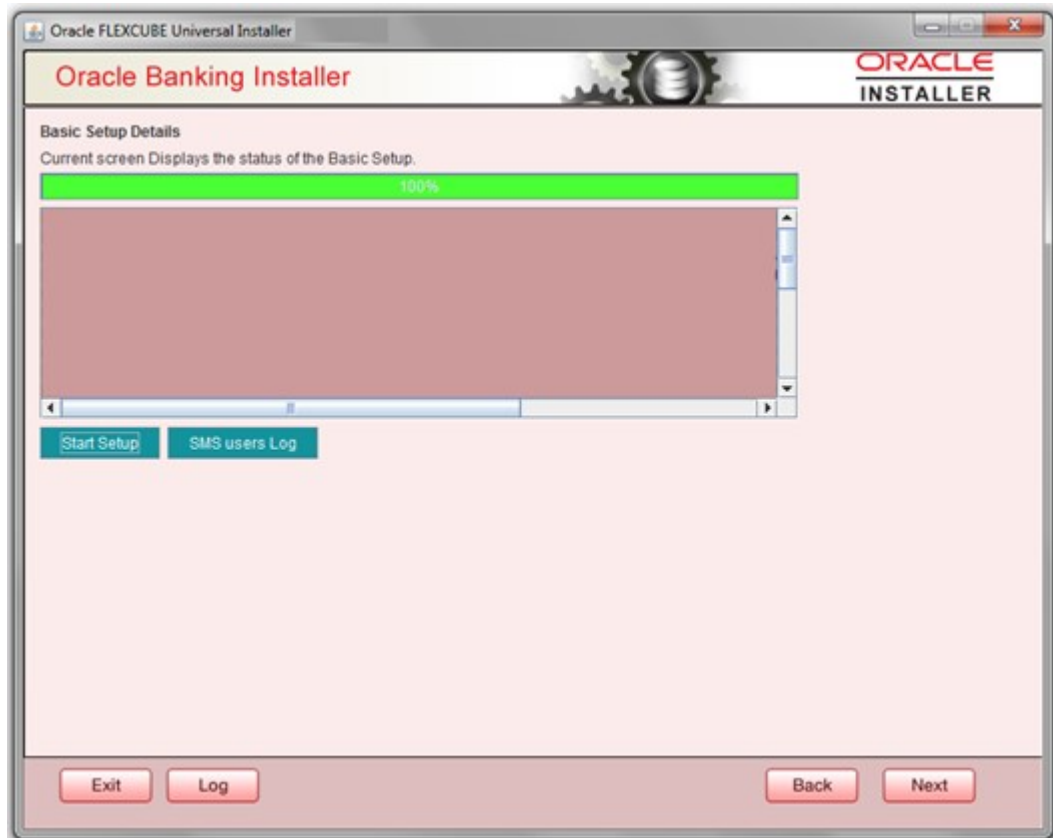 Oracle FLEXCUBE Universal Installer
Oracle Banking Installer
ORACLE
INSTALLER
Basic Setup Details
Current screen Displays the status of the Basic Setup.
100%
Start Setup
SMS users Log
Exit
Log
Back
Next